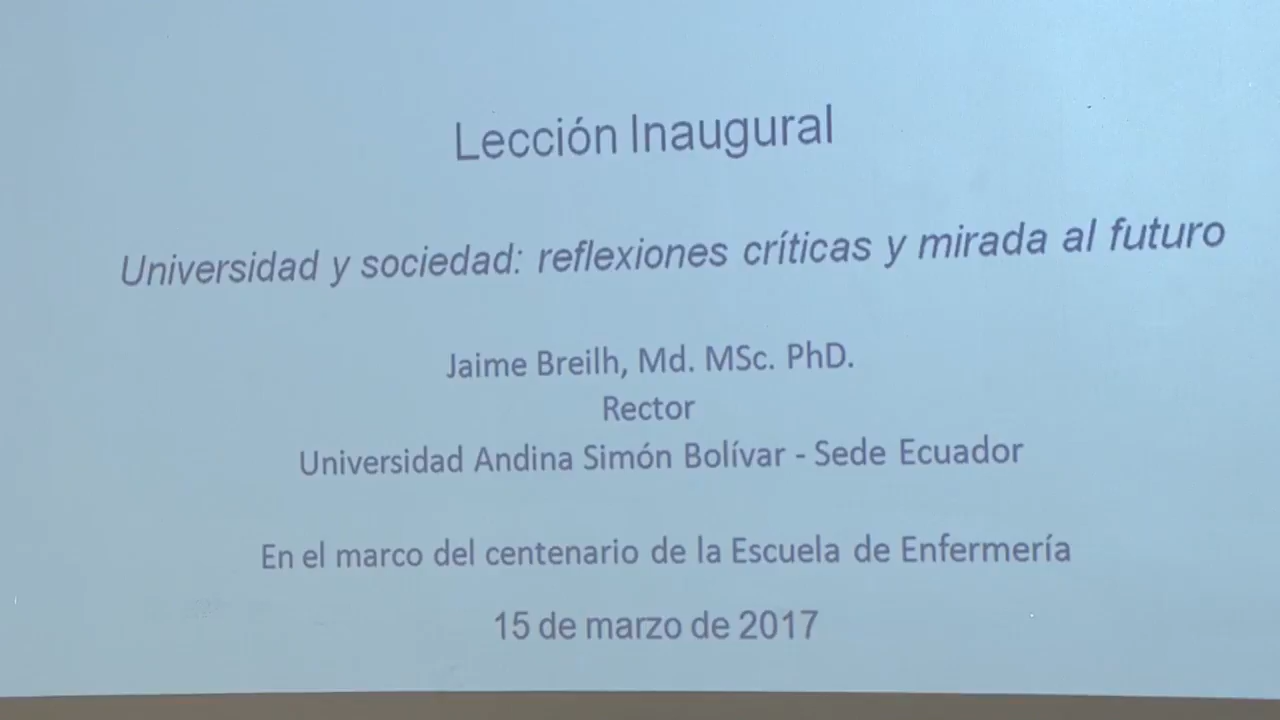 Lección Inaugural
Universidad y sociedad: reflexiones críticas y mirada al futuro
Jaime Breilh, Md. MSc. PhD.
Rector
Universidad Andina Simón Bolívar - Sede Ecuador
En el marco del centenario de la Escuela de Enfermería
15 de marzo de 2017